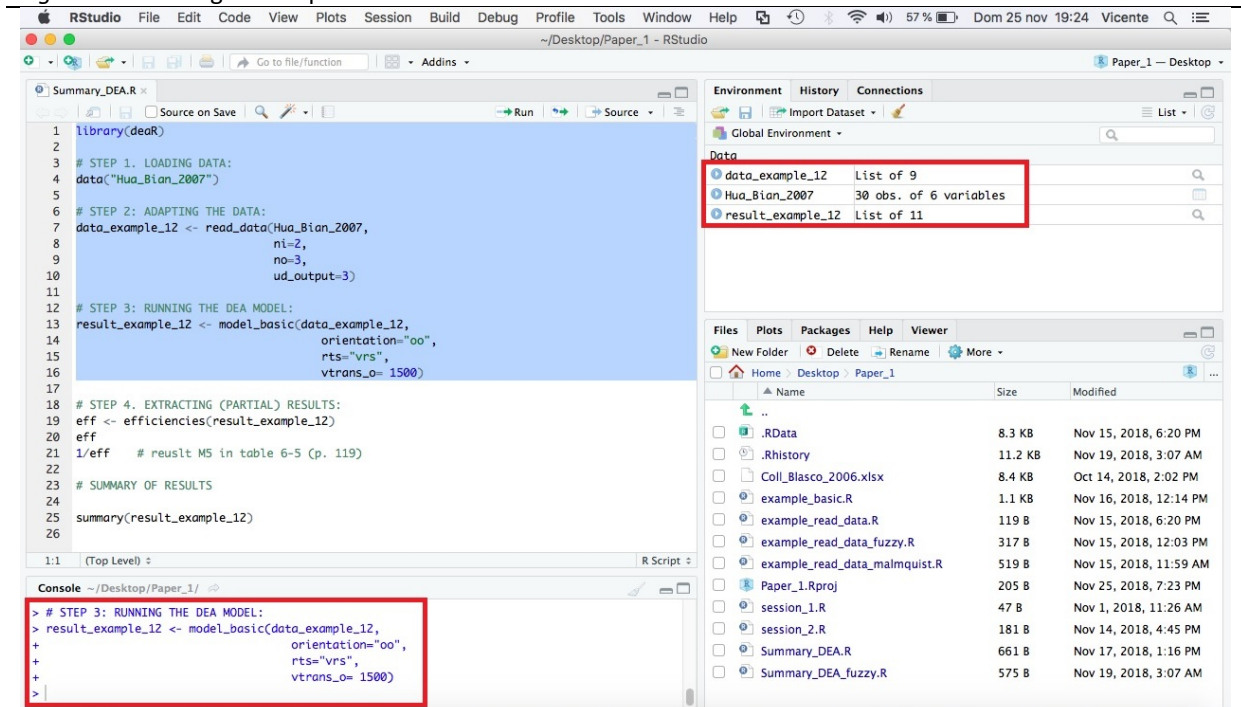 RStudio File Edit Code View Plots Session Build Debug Profile Tools Window Help 57 % Dom 25 nov 19:24 Vicente
~/Desktop/Paper_1 - RStudio
Go to file/function Addins Paper_1 — Desktop
Summary_DEA.R
Source on Save Run Source
1 library(deaR)
2
3 # STEP 1. LOADING DATA:
4 data("Hua_Bian_2007")
5
6 # STEP 2: ADAPTING THE DATA:
7 data_example_12 <- read_data(Hua_Bian_2007,
8 ni=2,
9 no=3,
10 ud_output=3)
11
12 # STEP 3: RUNNING THE DEA MODEL:
13 result_example_12 <- model_basic(data_example_12,
14 orientation="oo",
15 rts="vrs",
16 vtrans_o= 1500)
17
18 # STEP 4. EXTRACTING (PARTIAL) RESULTS:
19 eff <- efficiencies(result_example_12)
20 eff
21 1/eff # reuslt M5 in table 6-5 (p. 119)
22
23 # SUMMARY OF RESULTS
24
25 summary(result_example_12)
26
1:1 (Top Level) R Script
Console ~/Desktop/Paper_1/
> # STEP 3: RUNNING THE DEA MODEL:
> result_example_12 <- model_basic(data_example_12,
+ orientation="oo",
+ rts="vrs",
+ vtrans_o= 1500)
>
Environment History Connections
Import Dataset List
Global Environment
Data
data_example_12 List of 9
Hua_Bian_2007 30 obs. of 6 variables
result_example_12 List of 11
Files Plots Packages Help Viewer
New Folder Delete Rename More
Home Desktop Paper_1 ...
Name Size Modified
..
.RData 8.3 KB Nov 15, 2018, 6:20 PM
.Rhistory 11.2 KB Nov 19, 2018, 3:07 AM
Coll_Blasco_2006.xlsx 8.4 KB Oct 14, 2018, 2:02 PM
example_basic.R 1.1 KB Nov 16, 2018, 12:14 PM
example_read_data.R 119 B Nov 15, 2018, 6:20 PM
example_read_data_fuzzy.R 317 B Nov 15, 2018, 12:03 PM
example_read_data_malmquist.R 519 B Nov 15, 2018, 11:59 AM
Paper_1.Rproj 205 B Nov 25, 2018, 7:23 PM
session_1.R 47 B Nov 1, 2018, 11:26 AM
session_2.R 181 B Nov 14, 2018, 4:45 PM
Summary_DEA.R 661 B Nov 17, 2018, 1:16 PM
Summary_DEA_fuzzy.R 575 B Nov 19, 2018, 3:07 AM